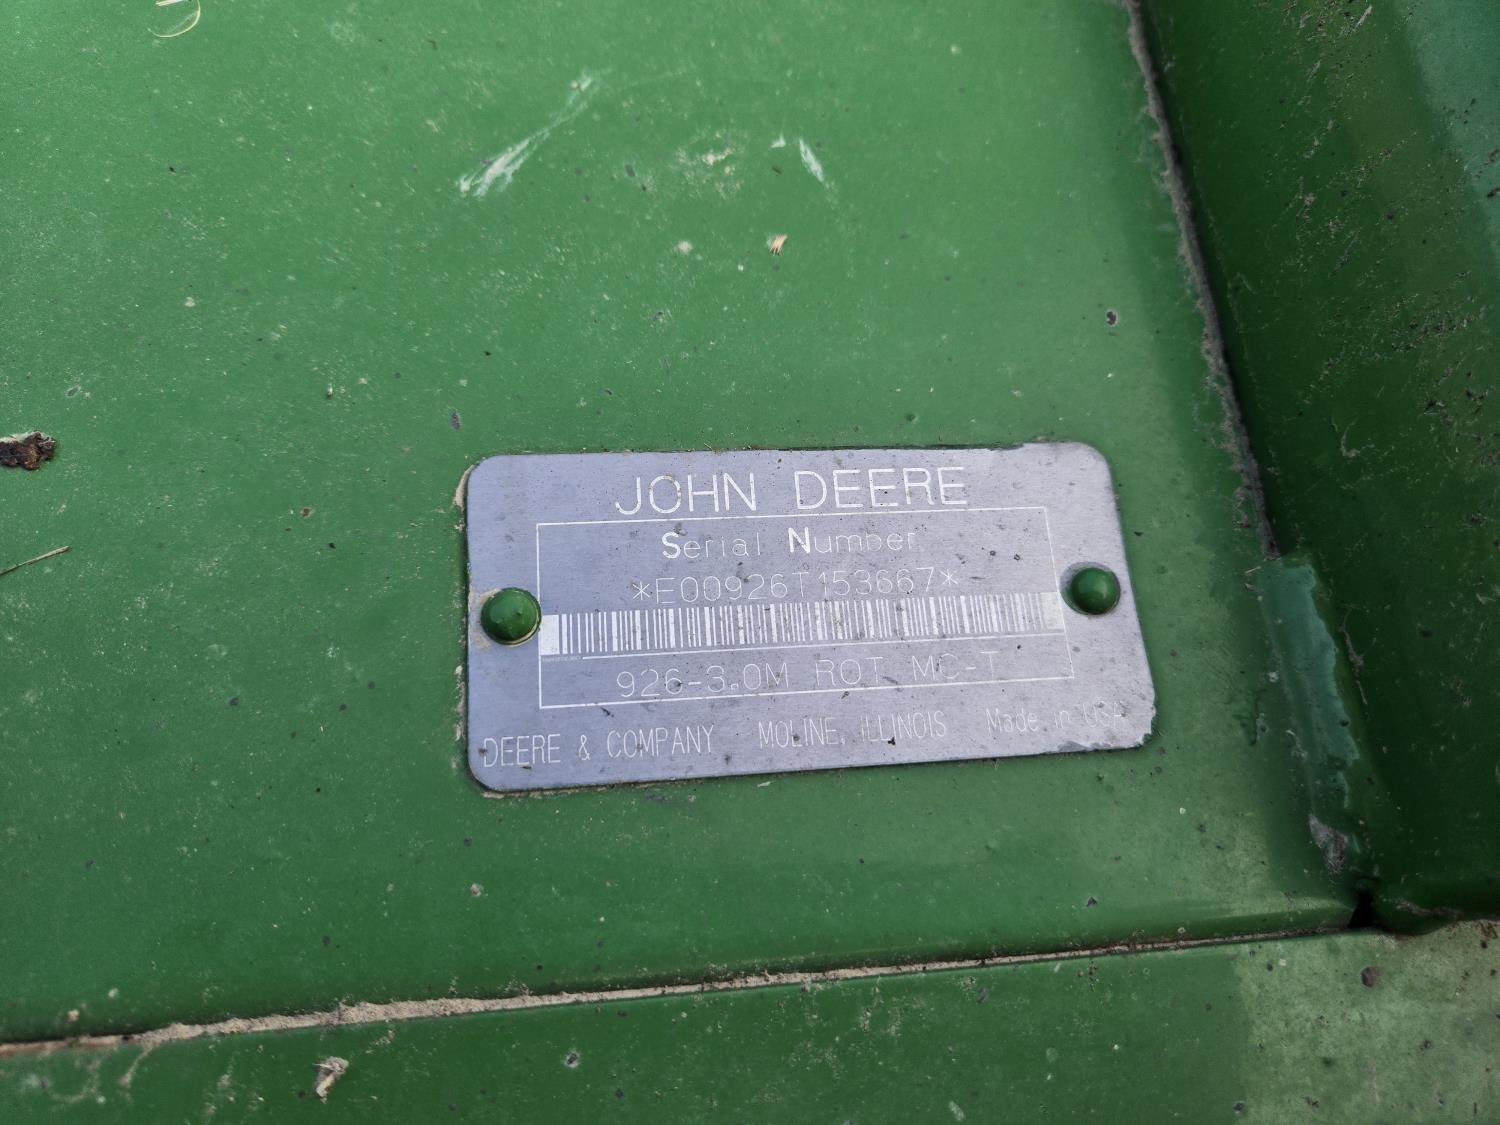 JOHN DEERE
Serial Number
*E00926T153667*
926-3.0M ROT MC-T
DEERE & COMPANY MOLINE, ILLINOIS Made in USA